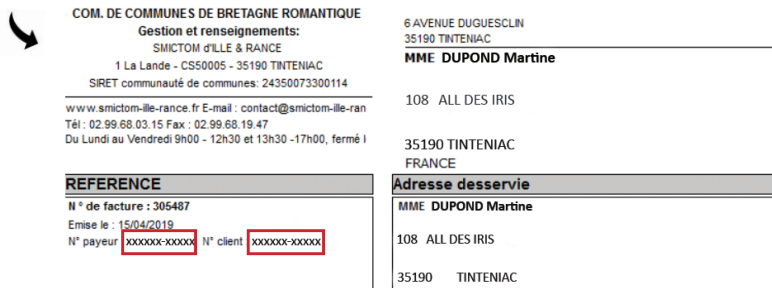 COM. DE COMMUNES DE BRETAGNE ROMANTIQUE
Gestion et renseignements:
SMICTOM d'ILLE & RANCE
1 La Lande - CS50005 - 35190 TINTENIAC
SIRET communauté de communes: 24350073300114
www.smictom-ille-rance.fr E-mail : contact@smictom-ille-ran
Tél : 02.99.68.03.15 Fax : 02.99.68.19.47
Du Lundi au Vendredi 9h00 - 12h30 et 13h30 -17h00, fermé l
6 AVENUE DUGUESCLIN
35190 TINTENIAC
MME DUPOND Martine
108 ALL DES IRIS
35190 TINTENIAC
FRANCE
REFERENCE
N° de facture : 305487
Emise le : 15/04/2019
N° payeur xxxxxx-xxxxx N° client : xxxxxx-xxxxx
Adresse desservie
MME DUPOND Martine
108 ALL DES IRIS
35190 TINTENIAC